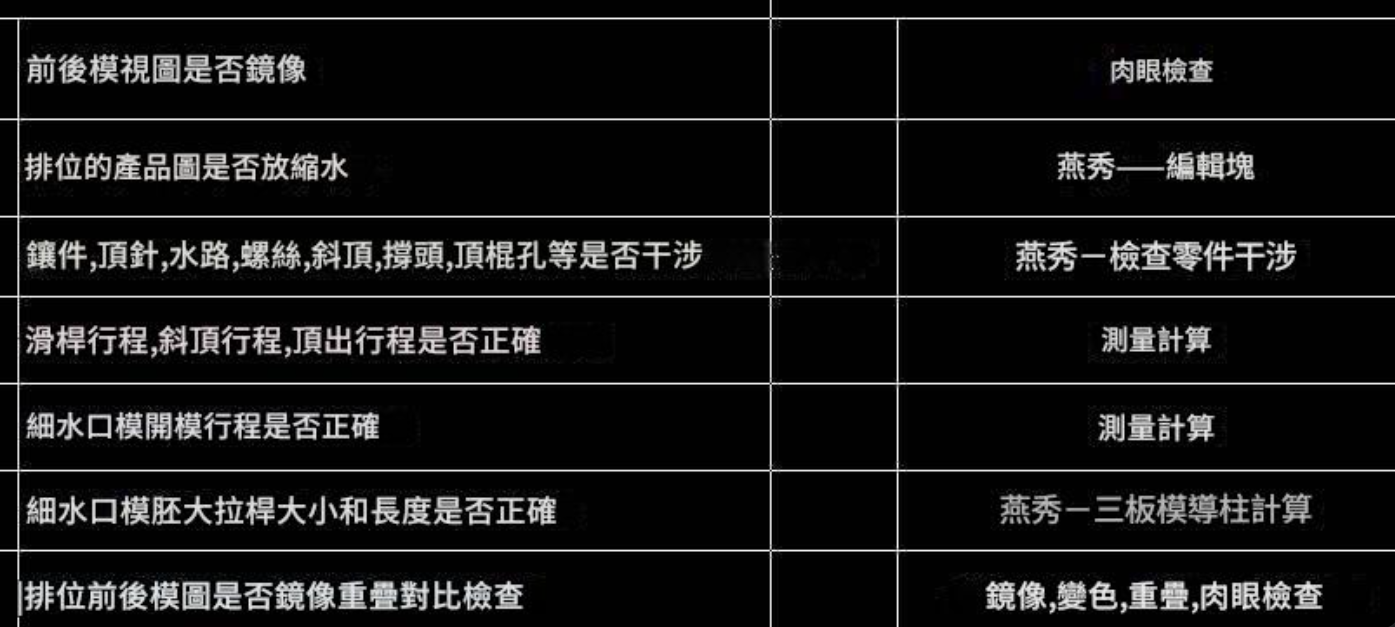 前後模視圖是否鏡像
肉眼檢查
排位的產品圖是否放縮水
燕秀——編輯塊
鑲件,頂針,水路,螺絲,斜頂,撐頭,頂棍孔等是否干涉
燕秀－檢查零件干涉
滑桿行程,斜頂行程,頂出行程是否正確
測量計算
細水口模開模行程是否正確
測量計算
細水口模胚大拉桿大小和長度是否正確
燕秀－三板模導柱計算
排位前後模圖是否鏡像重疊對比檢查
鏡像,變色,重疊,肉眼檢查